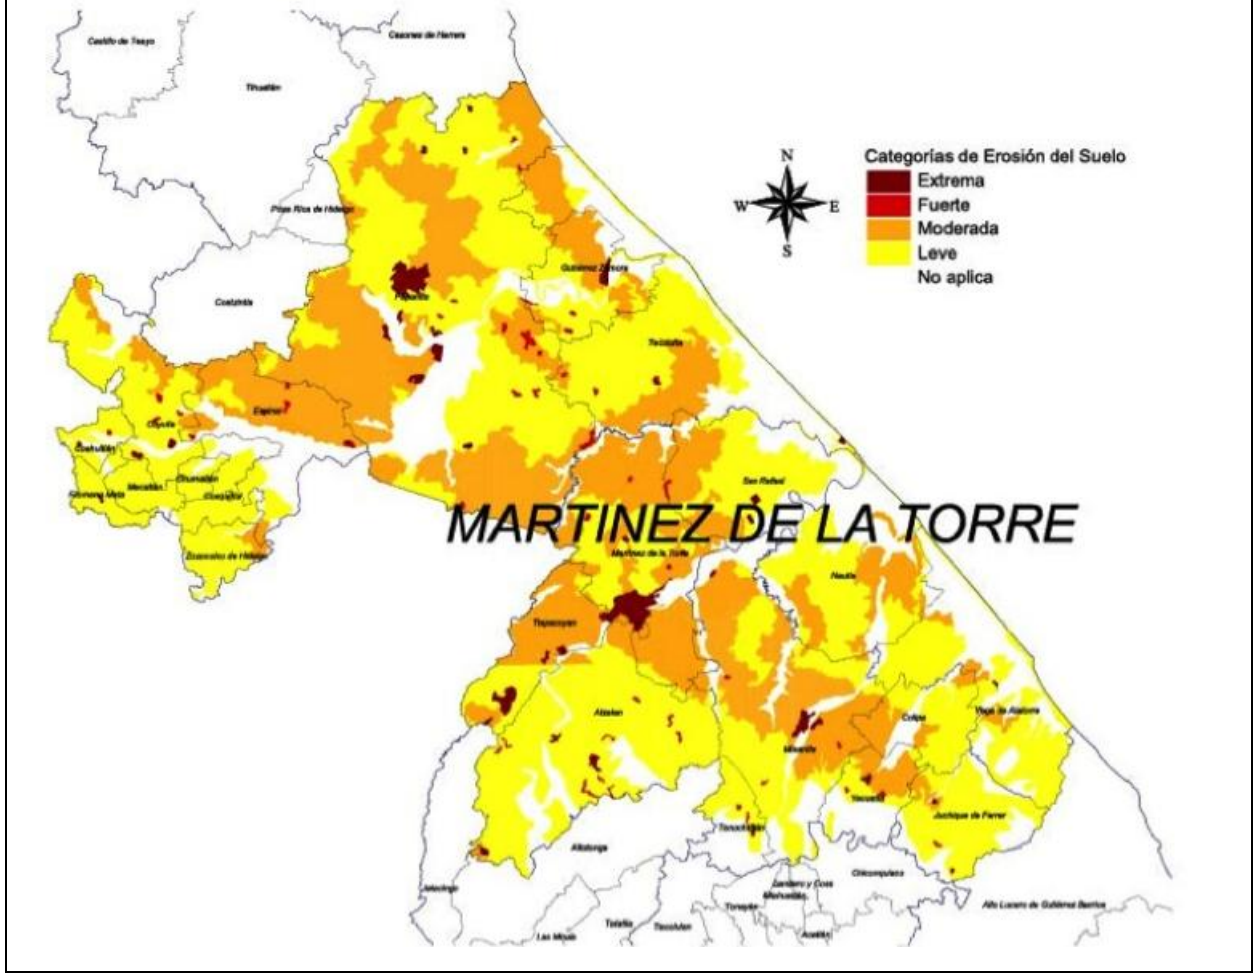 Castillo de Teayo
Cazones de Herrera
Tihuatlán
N
W
E
S
Categorías de Erosión del Suelo
Extrema
Fuerte
Moderada
Leve
No aplica
Poza Rica de Hidalgo
Gutiérrez Zamora
Papantla
Coatzintla
Tecolutla
Espinal
Coyutla
Coahuitlán
Mecatlán
Chumatlán
Coxquihui
Filomeno Mata
San Rafael
MARTINEZ DE LA TORRE
Zozocolco de Hidalgo
Martínez de la Torre
Nautla
Tlapacoyan
Atzalan
Colipa
Vega de Alatorre
Misantla
Yecuatla
Juchique de Ferrer
Tenochtitlán
Altotonga
Chiconquiaco
Jalacingo
Landero y Coss
Miahuatlán
Tonayán
Alto Lucero de Gutiérrez Barrios
Tatatila
Tlacolulan
Las Minas
Acatlán